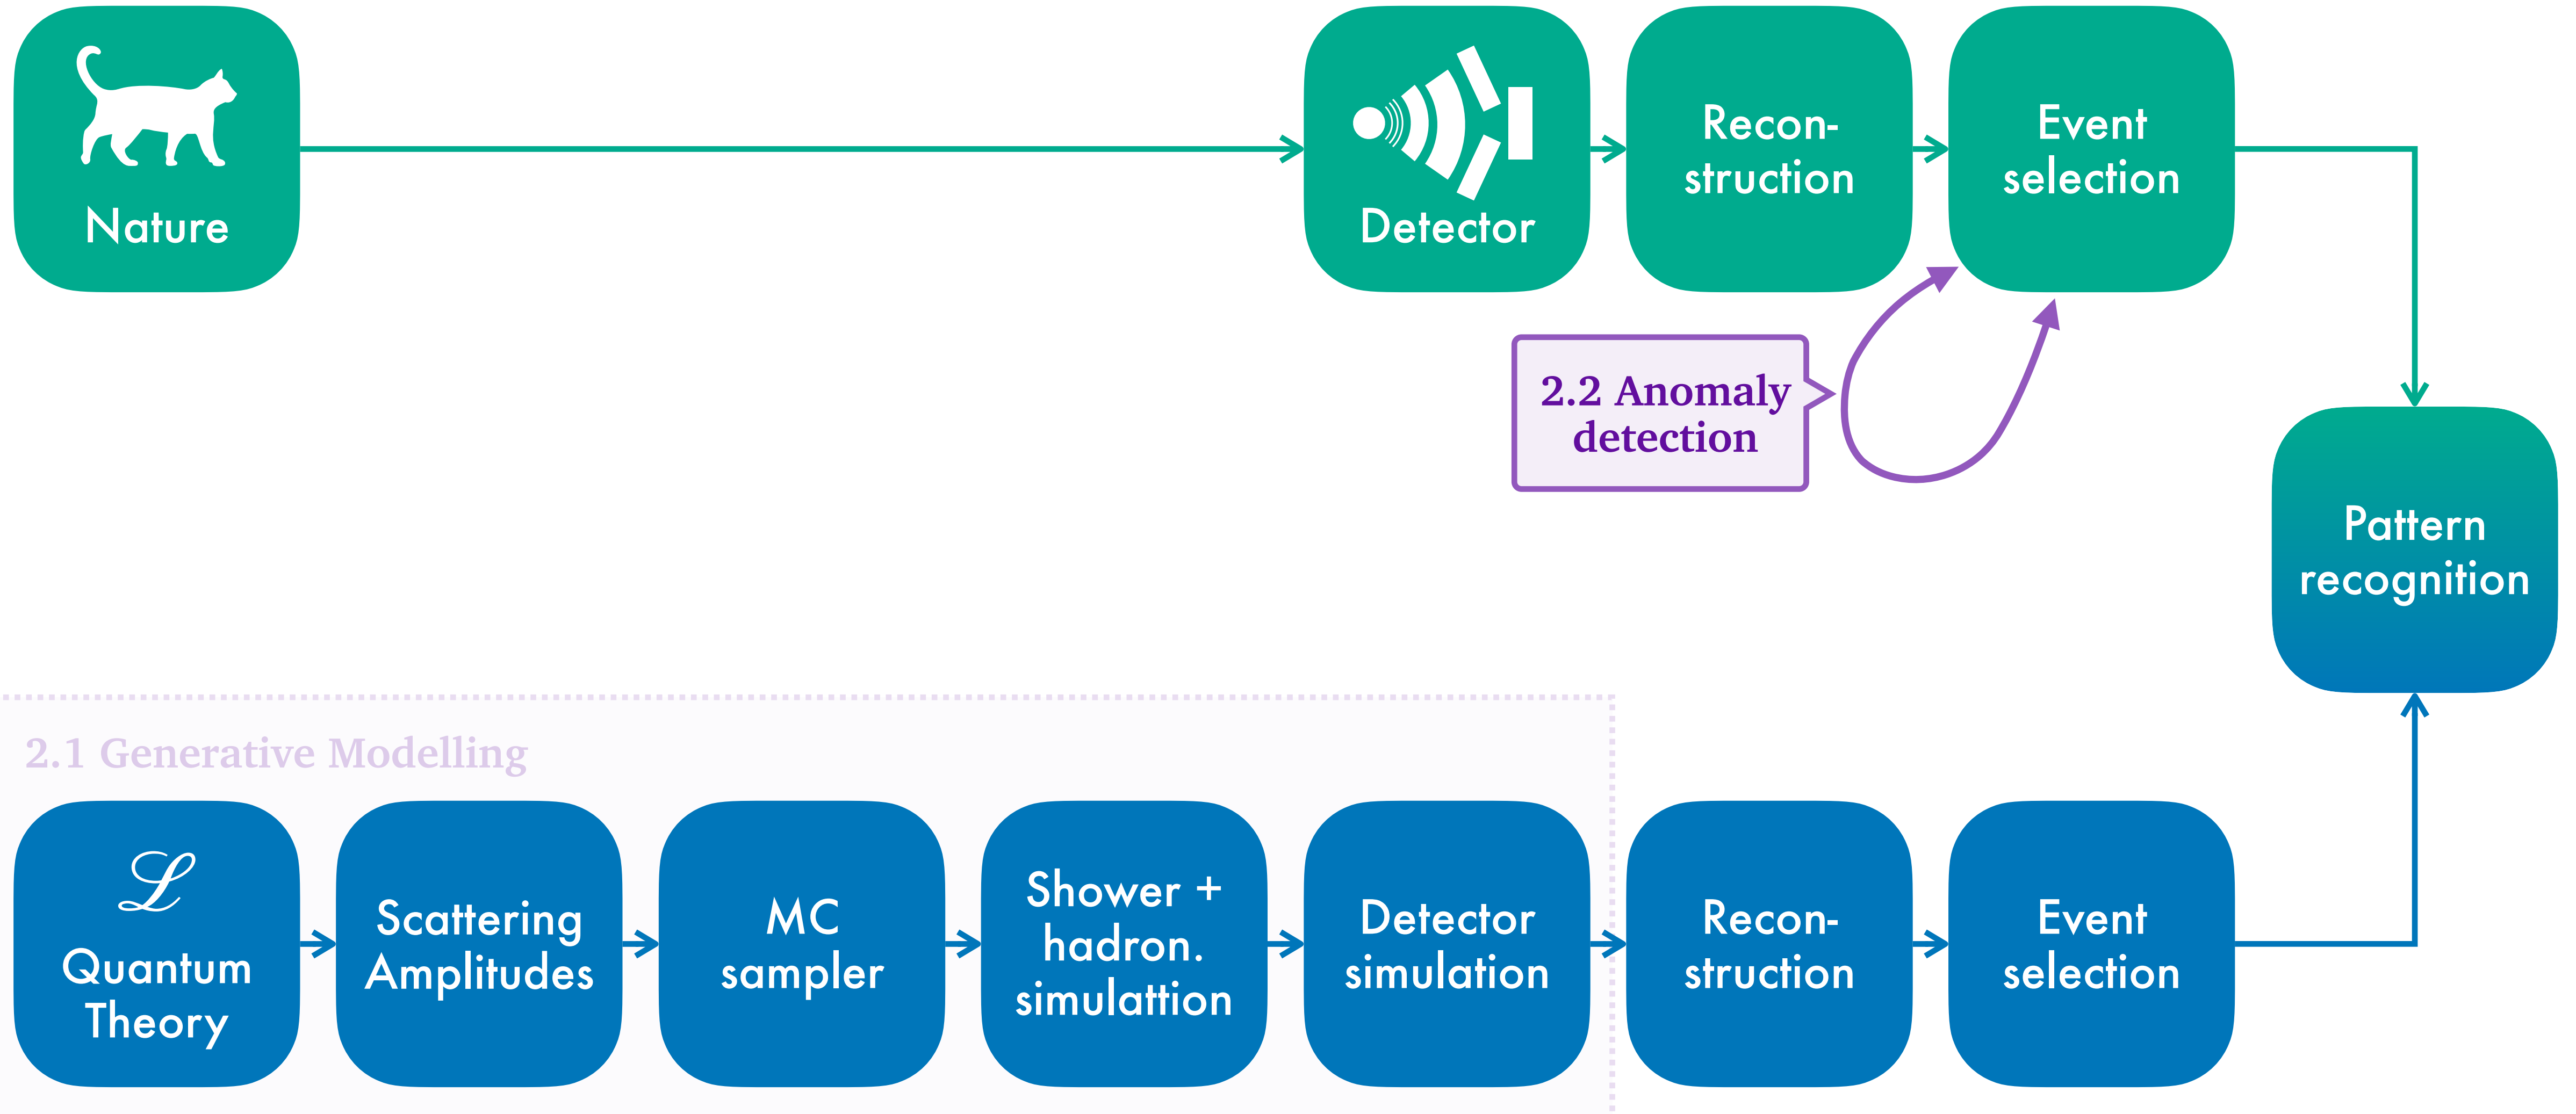 Nature
Detector
Recon-
struction
Event
selection
2.2 Anomaly
detection
Pattern
recognition
2.1 Generative Modelling
ℒ
Quantum
Theory
Scattering
Amplitudes
MC
sampler
Shower +
hadron.
simulattion
Detector
simulation
Recon-
struction
Event
selection